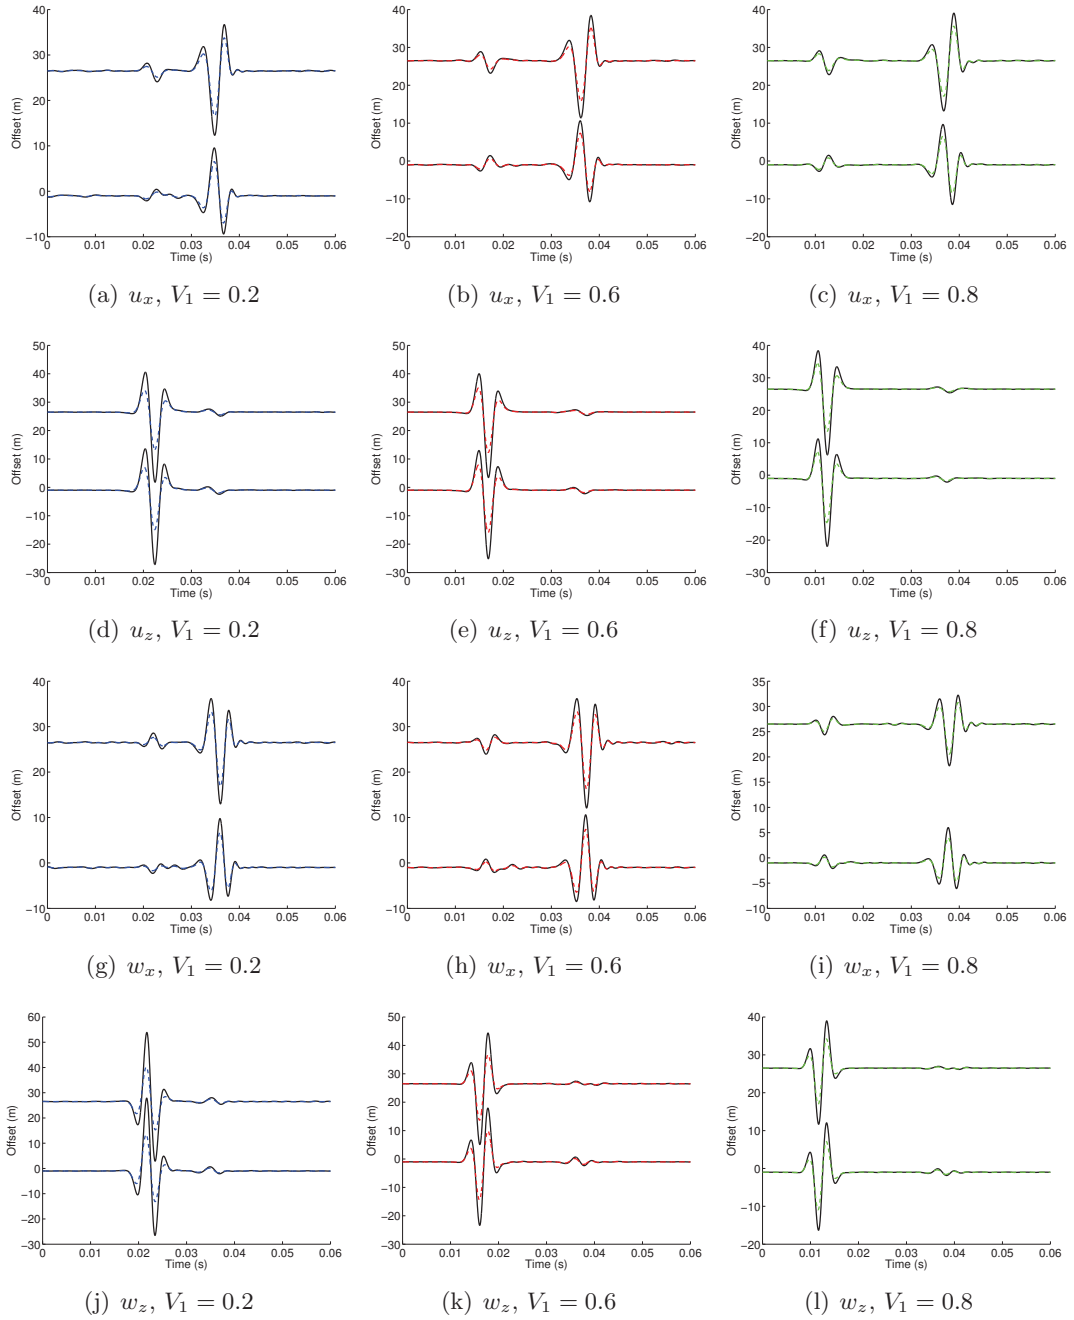 40
30
20
10
0
−10
Offset (m)
0 0.01 0.02 0.03 0.04 0.05 0.06
Time (s)
(a) u_x, V_1 = 0.2
40
30
20
10
0
−10
−20
Offset (m)
0 0.01 0.02 0.03 0.04 0.05 0.06
Time (s)
(b) u_x, V_1 = 0.6
40
30
20
10
0
−10
−20
Offset (m)
0 0.01 0.02 0.03 0.04 0.05 0.06
Time (s)
(c) u_x, V_1 = 0.8
50
40
30
20
10
0
−10
−20
−30
Offset (m)
0 0.01 0.02 0.03 0.04 0.05 0.06
Time (s)
(d) u_z, V_1 = 0.2
50
40
30
20
10
0
−10
−20
−30
Offset (m)
0 0.01 0.02 0.03 0.04 0.05 0.06
Time (s)
(e) u_z, V_1 = 0.6
40
30
20
10
0
−10
−20
−30
Offset (m)
0 0.01 0.02 0.03 0.04 0.05 0.06
Time (s)
(f) u_z, V_1 = 0.8
40
30
20
10
0
−10
Offset (m)
0 0.01 0.02 0.03 0.04 0.05 0.06
Time (s)
(g) w_x, V_1 = 0.2
40
30
20
10
0
−10
Offset (m)
0 0.01 0.02 0.03 0.04 0.05 0.06
Time (s)
(h) w_x, V_1 = 0.6
35
30
25
20
15
10
5
0
−5
−10
Offset (m)
0 0.01 0.02 0.03 0.04 0.05 0.06
Time (s)
(i) w_x, V_1 = 0.8
60
50
40
30
20
10
0
−10
−20
−30
Offset (m)
0 0.01 0.02 0.03 0.04 0.05 0.06
Time (s)
(j) w_z, V_1 = 0.2
50
40
30
20
10
0
−10
−20
−30
Offset (m)
0 0.01 0.02 0.03 0.04 0.05 0.06
Time (s)
(k) w_z, V_1 = 0.6
40
30
20
10
0
−10
−20
Offset (m)
0 0.01 0.02 0.03 0.04 0.05 0.06
Time (s)
(l) w_z, V_1 = 0.8